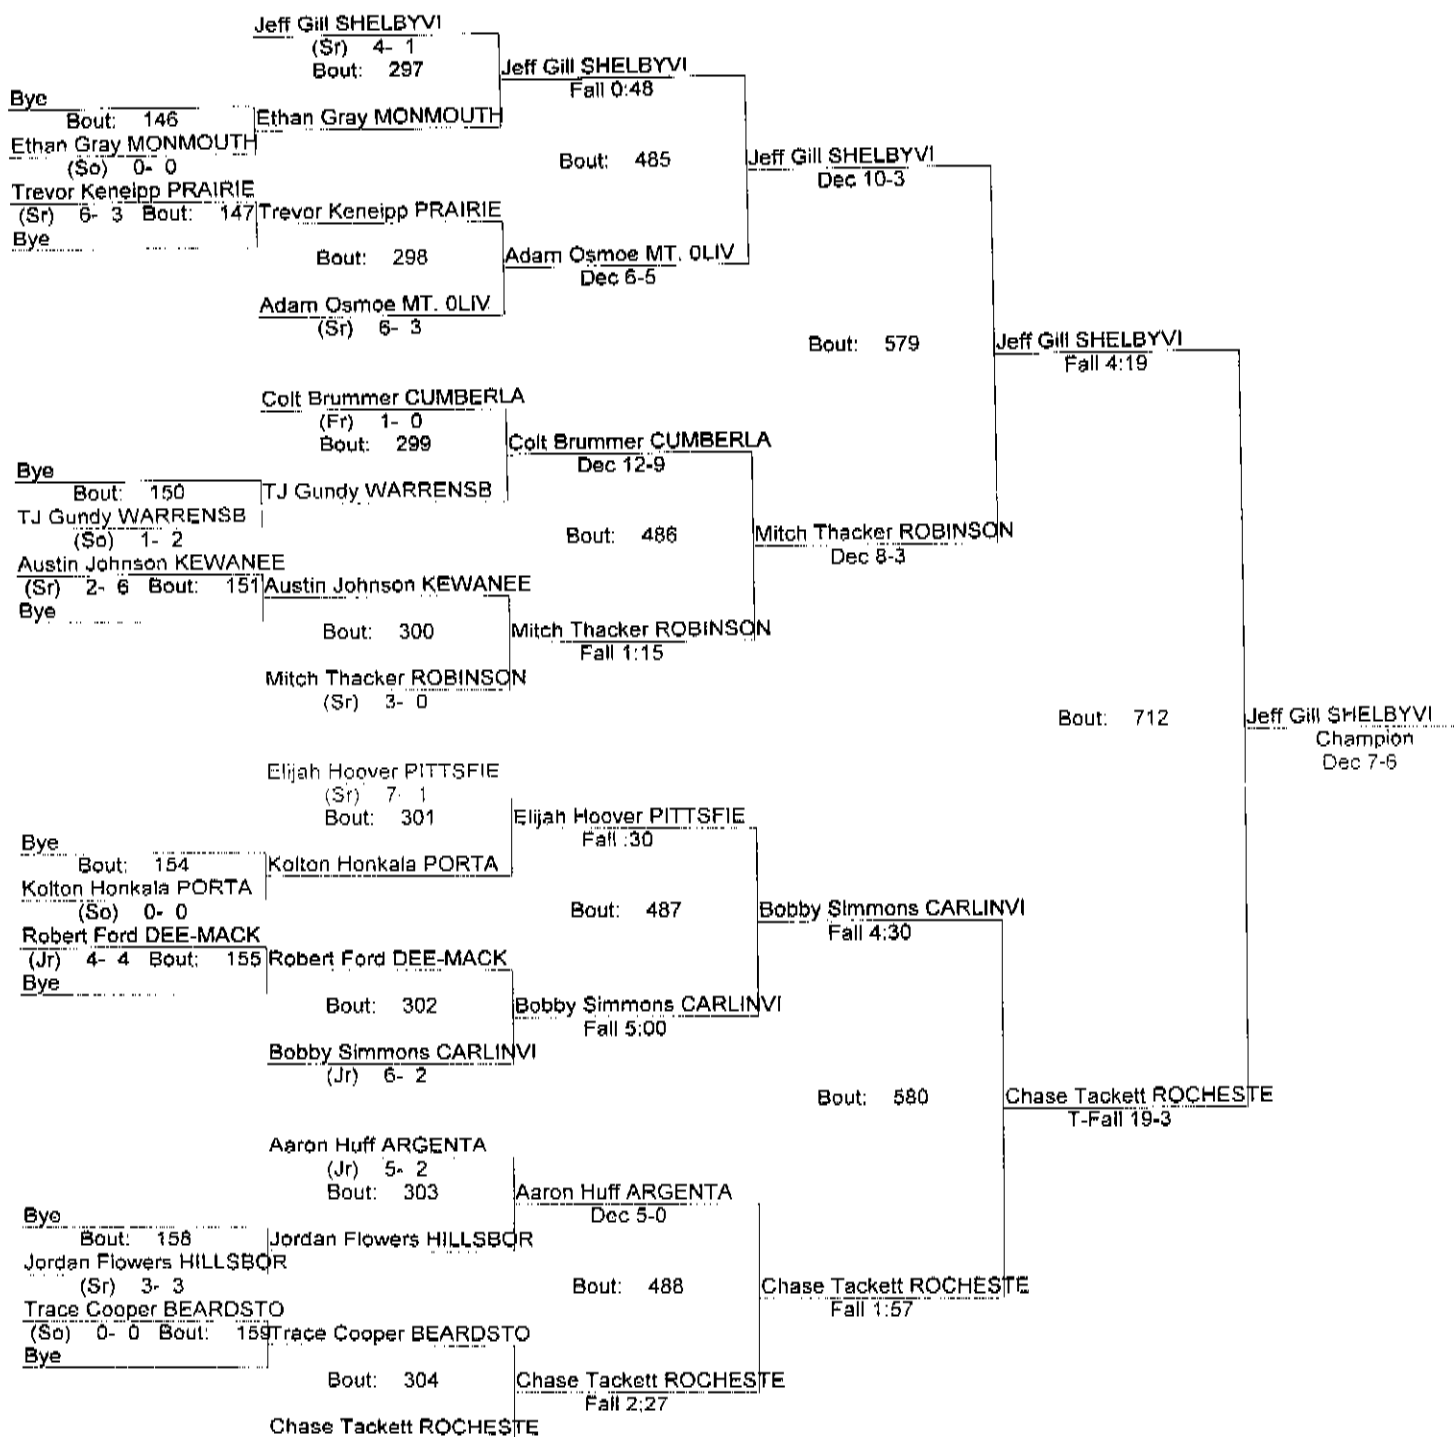 Jeff Gill SHELBYVI
(Sr) 4- 1
Bout: 297
Jeff Gill SHELBYVI
Fall 0:48
Bye
Bout: 146
Ethan Gray MONMOUTH
Ethan Gray MONMOUTH
(So) 0- 0
Bout: 485
Jeff Gill SHELBYVI
Dec 10-3
Trevor Keneipp PRAIRIE
(Sr) 6- 3 Bout: 147
Trevor Keneipp PRAIRIE
Bye
Bout: 298
Adam Osmoe MT. 0LIV
Dec 6-5
Adam Osmoe MT. 0LIV
(Sr) 6- 3
Bout: 579
Jeff Gill SHELBYVI
Fall 4:19
Colt Brummer CUMBERLA
(Fr) 1- 0
Bout: 299
Colt Brummer CUMBERLA
Dec 12-9
Bye
Bout: 150
TJ Gundy WARRENSB
TJ Gundy WARRENSB
(So) 1- 2
Bout: 486
Mitch Thacker ROBINSON
Dec 8-3
Austin Johnson KEWANEE
(Sr) 2- 6 Bout: 151
Austin Johnson KEWANEE
Bye
Bout: 300
Mitch Thacker ROBINSON
Fall 1:15
Mitch Thacker ROBINSON
(Sr) 3- 0
Bout: 712
Jeff Gill SHELBYVI
Champion
Dec 7-6
Elijah Hoover PITTSFIE
(Sr) 7- 1
Bout: 301
Elijah Hoover PITTSFIE
Fall :30
Bye
Bout: 154
Kolton Honkala PORTA
Kolton Honkala PORTA
(So) 0- 0
Bout: 487
Bobby Simmons CARLINVI
Fall 4:30
Robert Ford DEE-MACK
(Jr) 4- 4 Bout: 155
Robert Ford DEE-MACK
Bye
Bout: 302
Bobby Simmons CARLINVI
Fall 5:00
Bobby Simmons CARLINVI
(Jr) 6- 2
Bout: 580
Chase Tackett ROCHESTE
T-Fall 19-3
Aaron Huff ARGENTA
(Jr) 5- 2
Bout: 303
Aaron Huff ARGENTA
Dec 5-0
Bye
Bout: 158
Jordan Flowers HILLSBOR
Jordan Flowers HILLSBOR
(Sr) 3- 3
Bout: 488
Chase Tackett ROCHESTE
Fall 1:57
Trace Cooper BEARDSTO
(So) 0- 0 Bout: 159
Trace Cooper BEARDSTO
Bye
Bout: 304
Chase Tackett ROCHESTE
Fall 2:27
Chase Tackett ROCHESTE